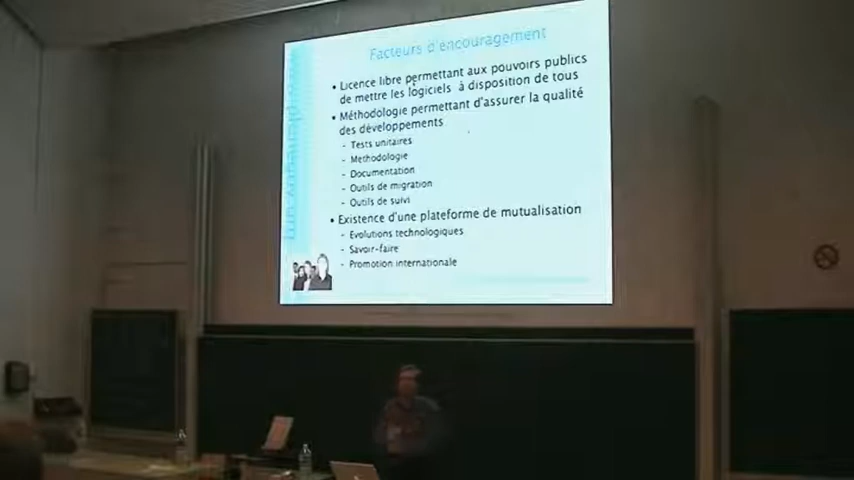 Facteurs d'encouragement
• Licence libre permettant aux pouvoirs publics
de mettre les logiciels à disposition de tous
• Méthodologie permettant d'assurer la qualité
des développements
- Tests unitaires
- Méthodologie
- Documentation
- Outils de migration
- Outils de suivi
• Existence d'une plateforme de mutualisation
- Evolutions technologiques
- Savoir-faire
- Promotion internationale